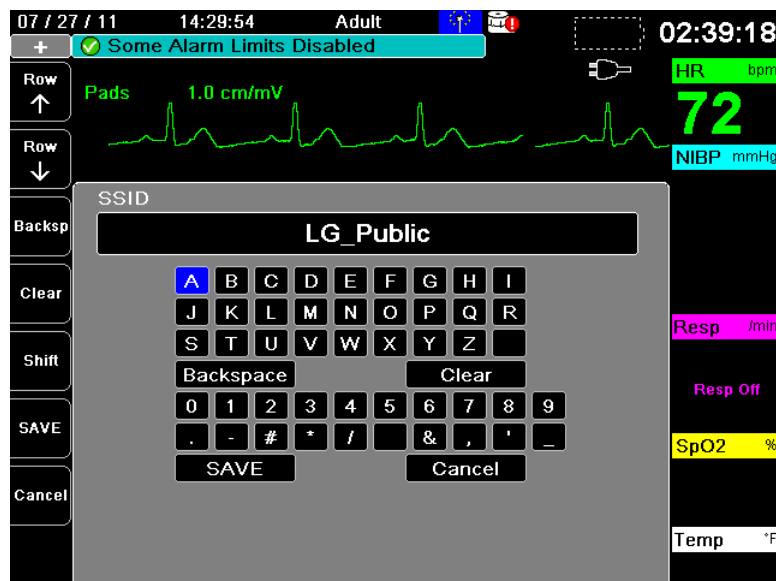 07 / 27 / 11 14:29:54 Adult
02:39:18
+ Some Alarm Limits Disabled
Row
Pads 1.0 cm/mV
HR bpm
72
Row
NIBP mmHg
SSID
Backsp
LG_Public
A B C D E F G H I
Clear
J K L M N O P Q R
Resp /min
S T U V W X Y Z
Shift
Backspace Clear
Resp Off
0 1 2 3 4 5 6 7 8 9
SAVE
. - # * / & , ' _
SpO2 %
SAVE Cancel
Cancel
Temp °F